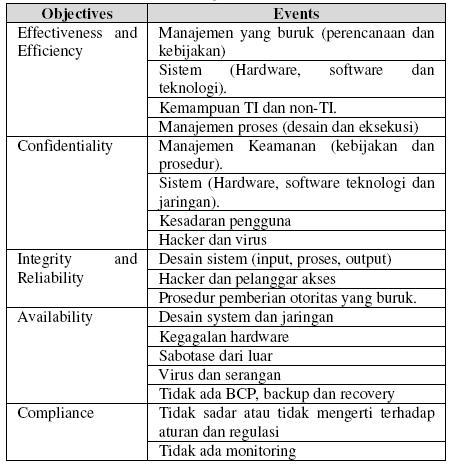 Objectives Events
Effectiveness and Manajemen yang buruk (perencanaan dan
Efficiency kebijakan)
Sistem (Hardware, software dan
teknologi).
Kemampuan TI dan non-TI.
Manajemen proses (desain dan eksekusi)
Confidentiality Manajemen Keamanan (kebijakan dan
prosedur).
Sistem (Hardware, software teknologi dan
jaringan).
Kesadaran pengguna
Hacker dan virus
Integrity and Desain sistem (input, proses, output)
Reliability Hacker dan pelanggar akses
Prosedur pemberian otoritas yang buruk.
Availability Desain system dan jaringan
Kegagalan hardware
Sabotase dari luar
Virus dan serangan
Tidak ada BCP, backup dan recovery
Compliance Tidak sadar atau tidak mengerti terhadap
aturan dan regulasi
Tidak ada monitoring